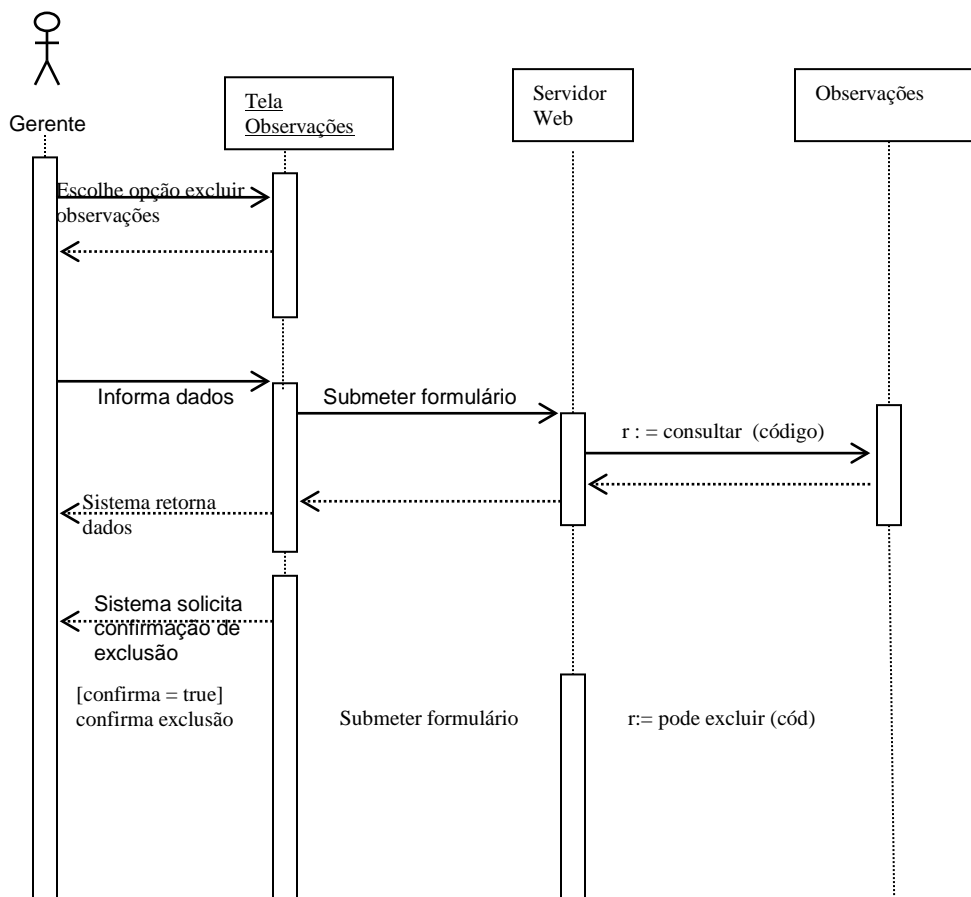 Gerente
Tela
Observações
Servidor
Web
Observações
Escolhe opção excluir
observações
Informa dados
Submeter formulário
r : = consultar (código)
Sistema retorna
dados
Sistema solicita
confirmação de
exclusão
[confirma = true]
confirma exclusão
Submeter formulário
r:= pode excluir (cód)